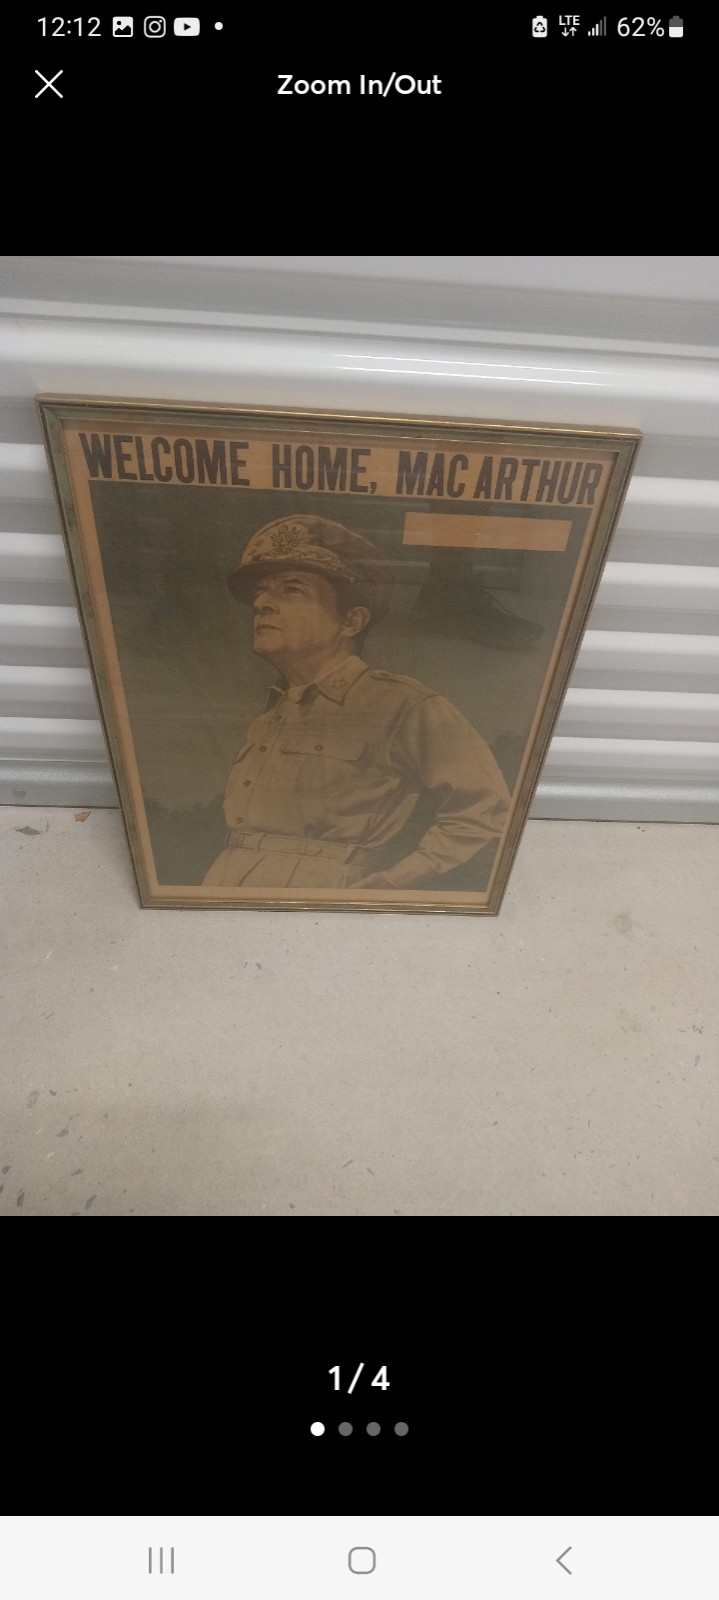 12:12
LTE
62%
Zoom In/Out
WELCOME HOME, MAC ARTHUR
1/4